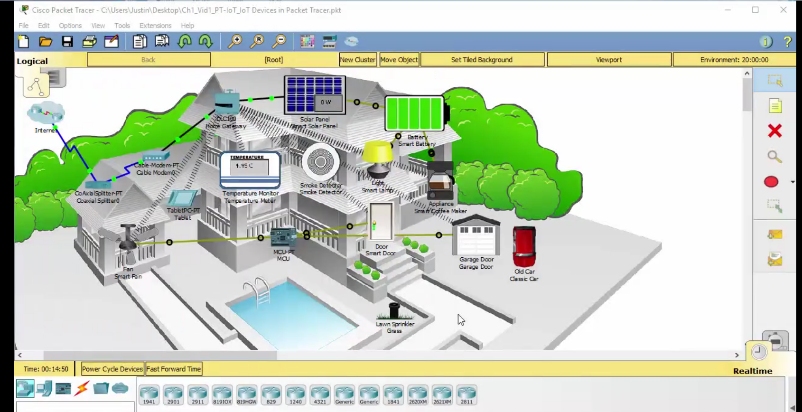 Cisco Packet Tracer - C:\Users\Justin\Desktop\Ch1_Vid1_PT-IoT_IoT Devices in Packet Tracer.pkt
File Edit Options View Tools Extensions Help
Logical Back [Root] New Cluster Move Object Set Tiled Background Viewport Environment: 20:00:00
Internet
Home Gateway
0 W
Solar Panel
Smart Solar Panel
Battery
Smart Battery
Cable-Modem-PT
Cable Modem0
CoAxialSplitter-PT
Coaxial Splitter0
TabletPC-PT
Tablet
TEMPERATURE
1.95 C
Temperature Monitor
Temperature Meter
Smoke Detector
Smoke Detector
Light
Smart Lamp
Appliance
Smart Coffee Maker
Fan
Smart Fan
MCU-PT
MCU
Door
Smart Door
Garage Door
Garage Door
Old Car
Classic Car
Lawn Sprinkler
Grass
Time: 00:14:50 Power Cycle Devices Fast Forward Time
Realtime
1941 2901 2911 819IOX 819HGW 829 1240 4321 Generic Generic 1841 2620XM 2621XM 2811